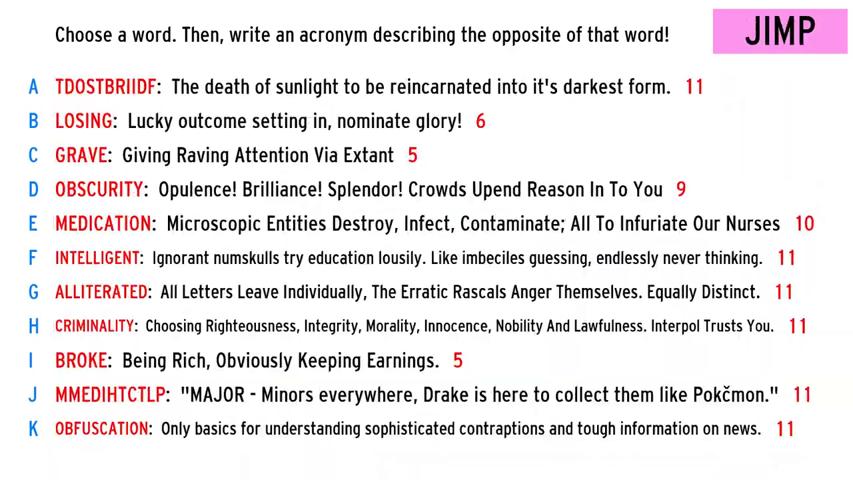 Choose a word. Then, write an acronym describing the opposite of that word!
JIMP
A TDOSTBRIIDF: The death of sunlight to be reincarnated into it's darkest form. 11
B LOSING: Lucky outcome setting in, nominate glory! 6
C GRAVE: Giving Raving Attention Via Extant 5
D OBSCURITY: Opulence! Brilliance! Splendor! Crowds Upend Reason In To You 9
E MEDICATION: Microscopic Entities Destroy, Infect, Contaminate; All To Infuriate Our Nurses 10
F INTELLIGENT: Ignorant numskulls try education lousily. Like imbeciles guessing, endlessly never thinking. 11
G ALLITERATED: All Letters Leave Individually, The Erratic Rascals Anger Themselves. Equally Distinct. 11
H CRIMINALITY: Choosing Righteousness, Integrity, Morality, Innocence, Nobility And Lawfulness. Interpol Trusts You. 11
I BROKE: Being Rich, Obviously Keeping Earnings. 5
J MMEDIHTCTLP: "MAJOR - Minors everywhere, Drake is here to collect them like Pokčmon." 11
K OBFUSCATION: Only basics for understanding sophisticated contraptions and tough information on news. 11